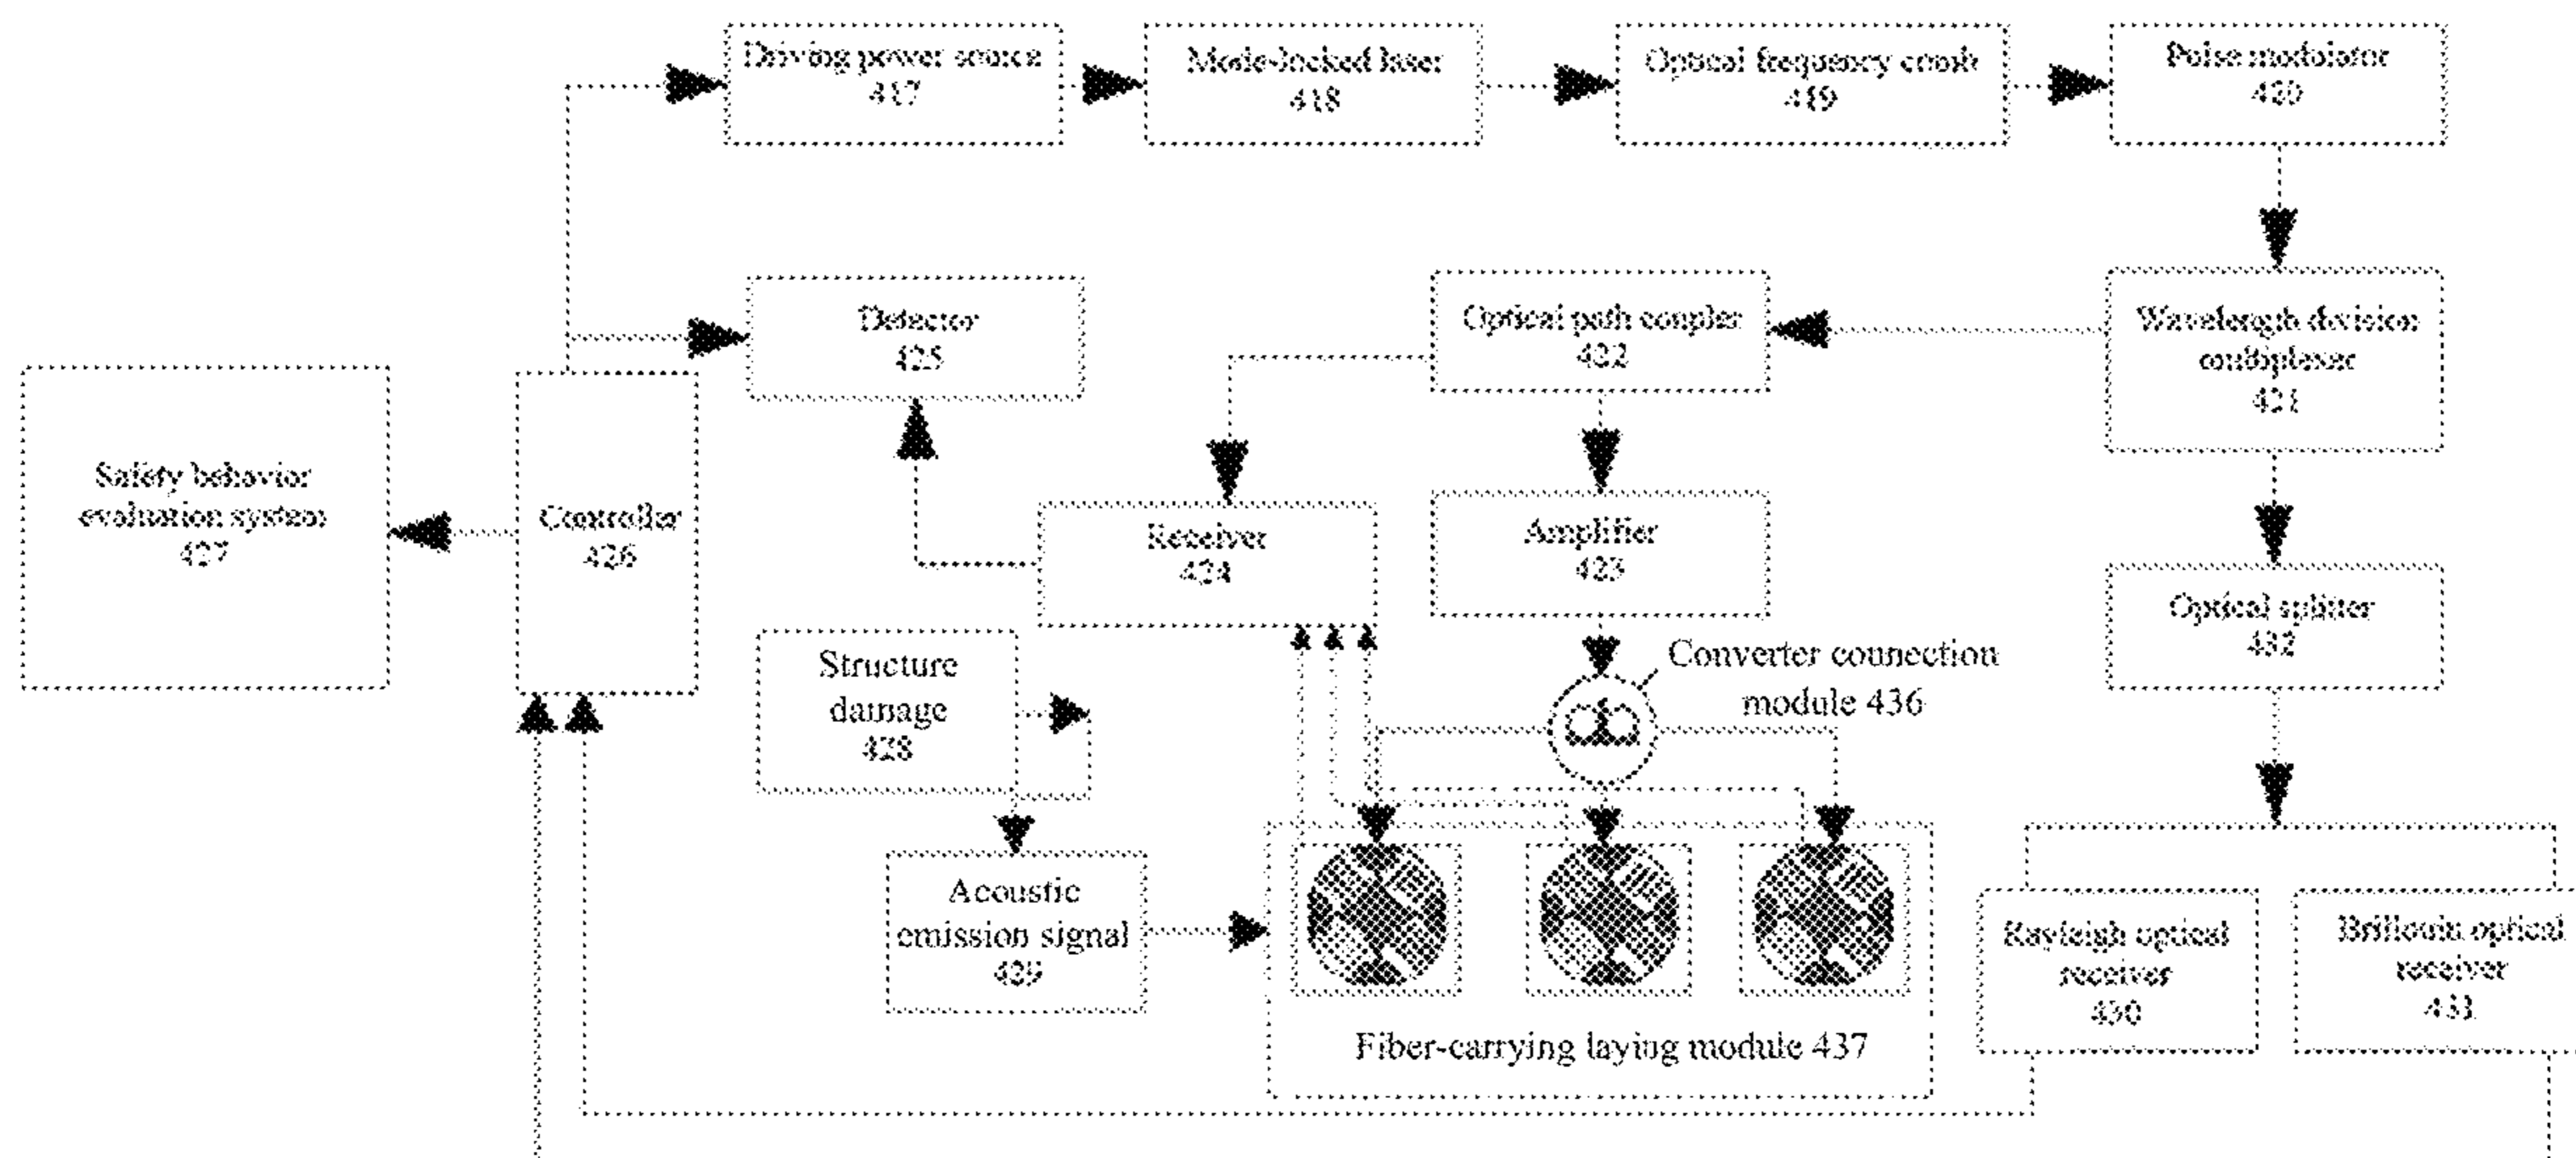 Driving power source
417
Mode-locked laser
418
Optical frequency comb
419
Pulse modulator
420
Detector
425
Optical path coupler
422
Wavelength division
multiplexer
421
Safety behavior
evaluation system
427
Controller
426
Receiver
424
Amplifier
423
Optical splitter
432
Structure
damage
428
Converter counection
module 436
Acoustic
emission signal
429
Rayleigh optical
receiver
430
Brillouin optical
receiver
431
Fiber-carrying laying module 437